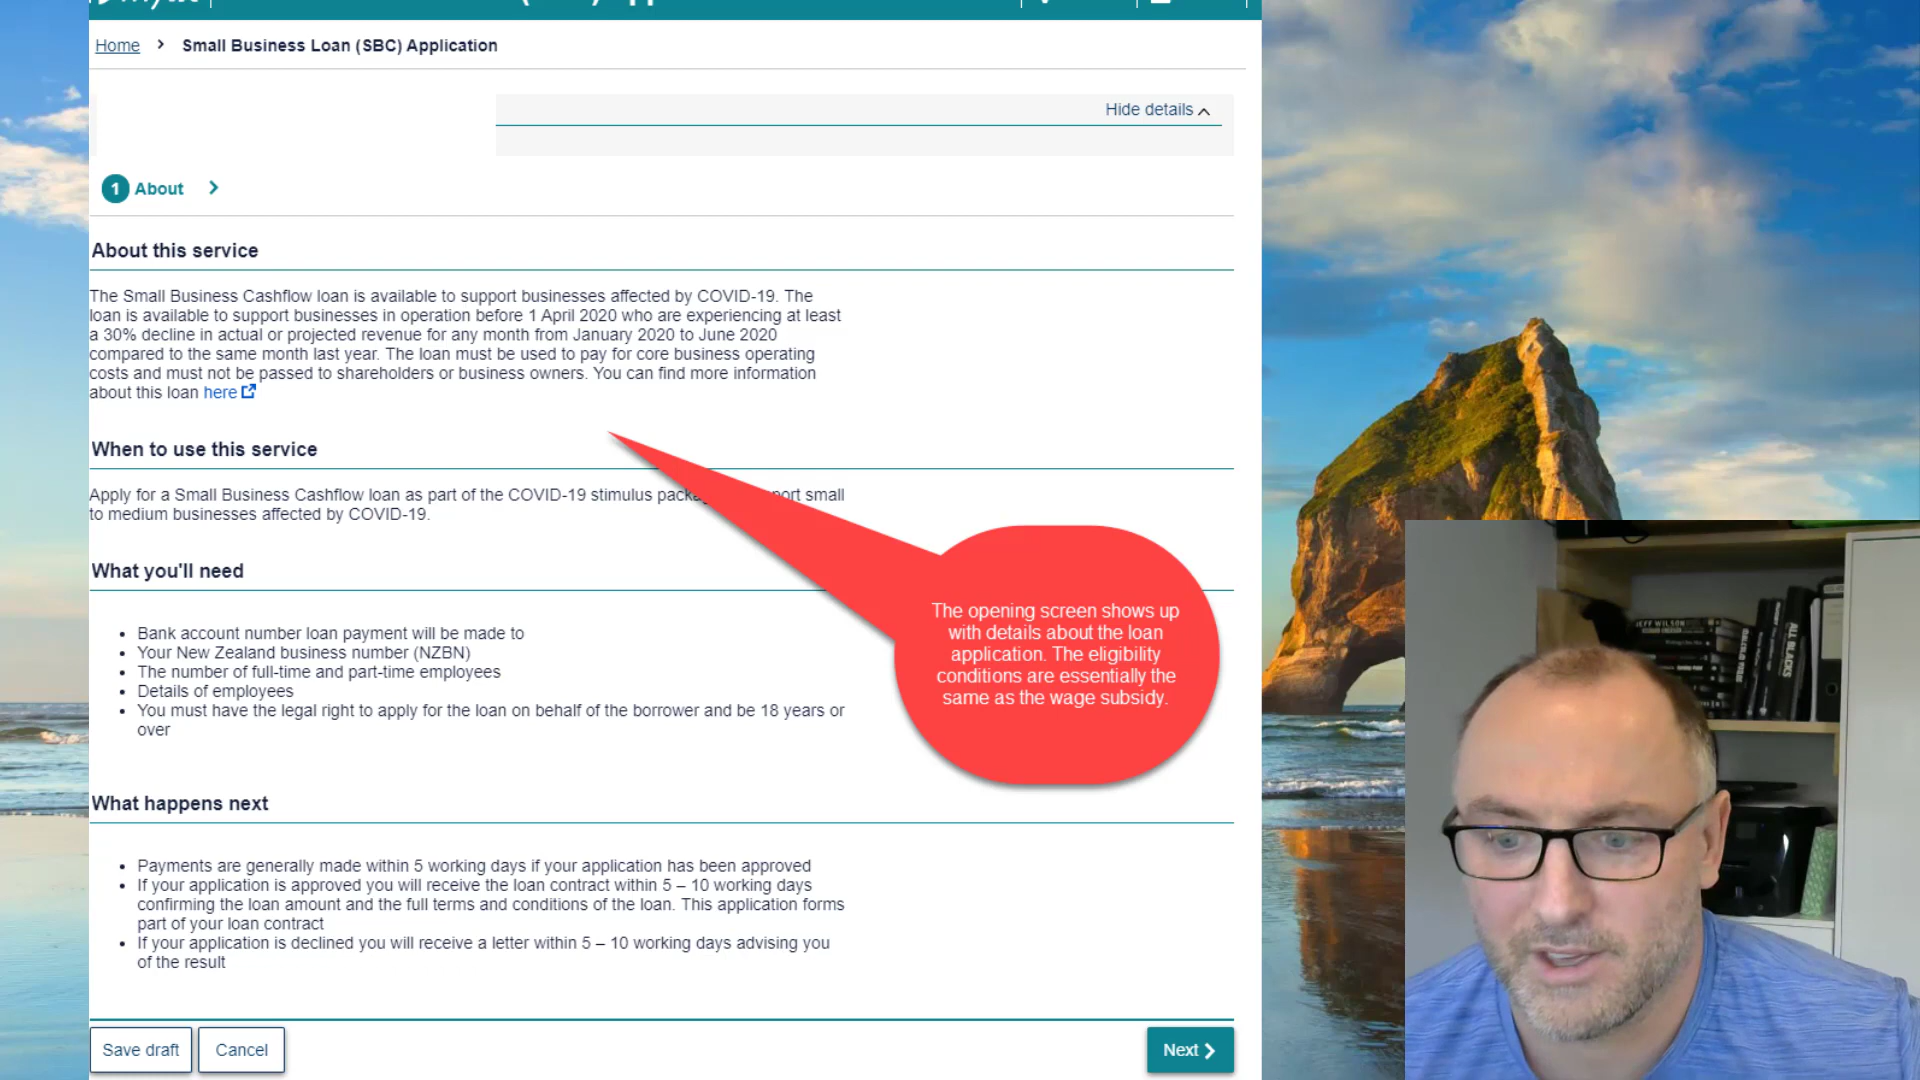 Home > Small Business Loan (SBC) Application
Hide details
1 About
About this service
The Small Business Cashflow loan is available to support businesses affected by COVID-19. The
loan is available to support businesses in operation before 1 April 2020 who are experiencing at least
a 30% decline in actual or projected revenue for any month from January 2020 to June 2020
compared to the same month last year. The loan must be used to pay for core business operating
costs and must not be passed to shareholders or business owners. You can find more information
about this loan here
When to use this service
Apply for a Small Business Cashflow loan as part of the COVID-19 stimulus small
to medium businesses affected by COVID-19.
What you'll need
• Bank account number loan payment will be made to
• Your New Zealand business number (NZBN)
• The number of full-time and part-time employees
• Details of employees
• You must have the legal right to apply for the loan on behalf of the borrower and be 18 years or
over
The opening screen shows up
with details about the loan
application. The eligibility
conditions are essentially the
same as the wage subsidy.
What happens next
• Payments are generally made within 5 working days if your application has been approved
• If your application is approved you will receive the loan contract within 5 – 10 working days
confirming the loan amount and the full terms and conditions of the loan. This application forms
part of your loan contract
• If your application is declined you will receive a letter within 5 – 10 working days advising you
of the result
Save draft
Cancel
Next
JEFF WILSON
ALL BLACKS